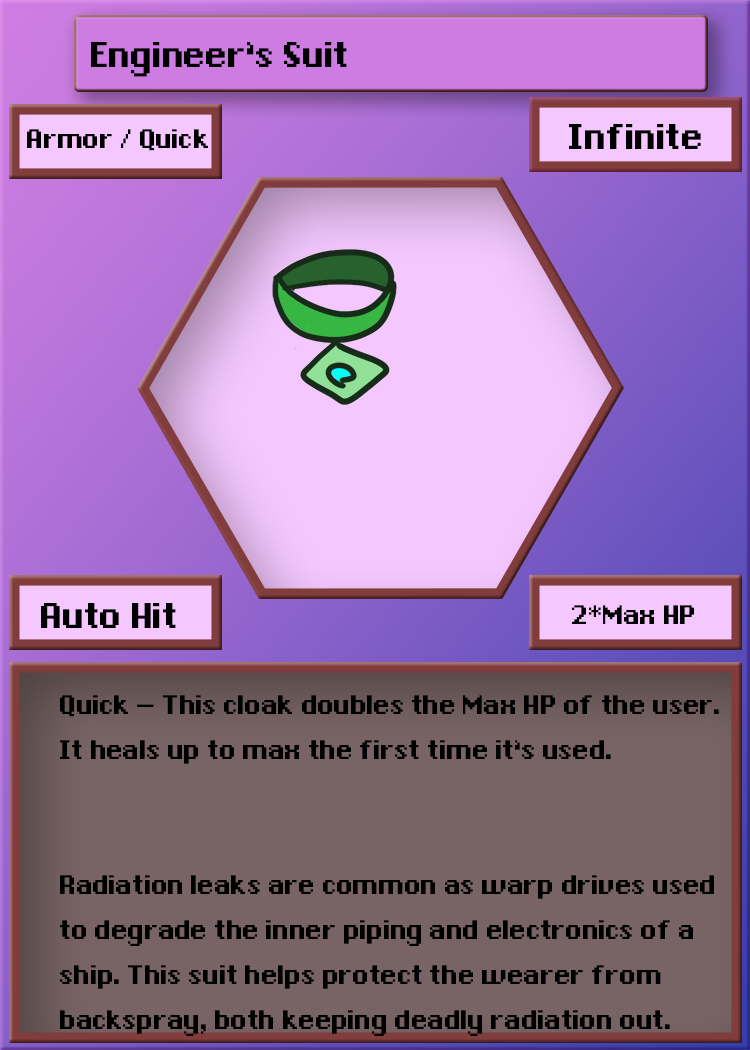 Engineer's Suit
Armor / Quick
Infinite
Auto Hit
2*Max HP
Quick – This cloak doubles the Max HP of the user.
It heals up to max the first time it's used.
Radiation leaks are common as warp drives used
to degrade the inner piping and electronics of a
ship. This suit helps protect the wearer from
backspray, both keeping deadly radiation out.